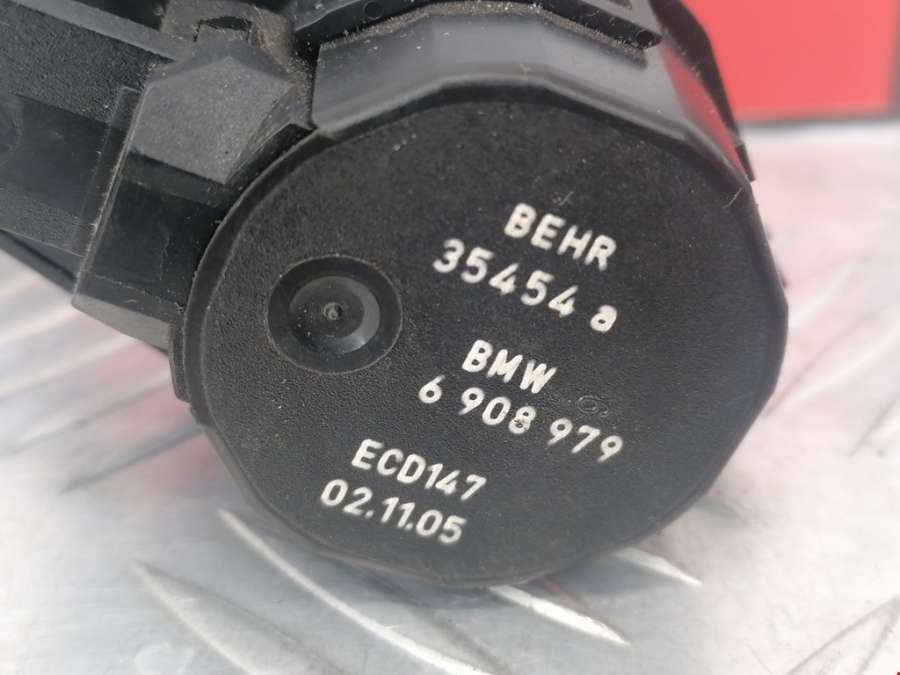 BEHR
35454 a
BMW
6 908 979
ECD147
02.11.05